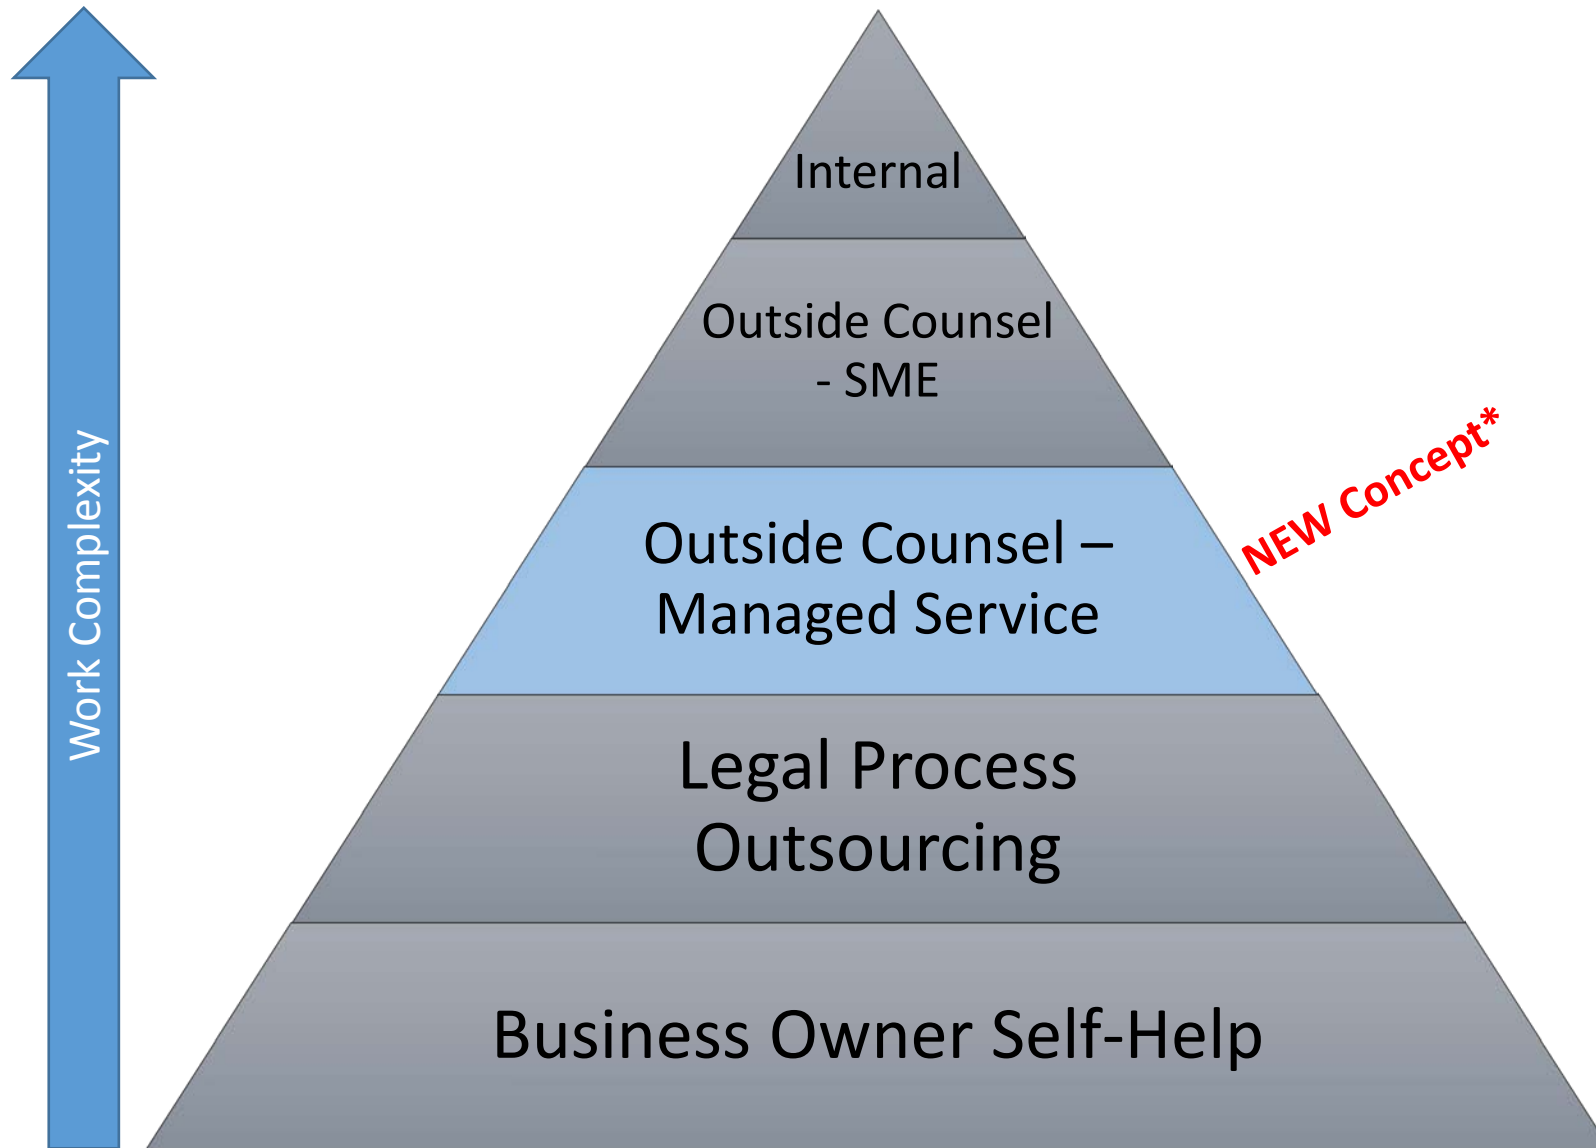 Work Complexity
Internal
Outside Counsel
- SME
Outside Counsel –
Managed Service
NEW Concept*
Legal Process
Outsourcing
Business Owner Self-Help